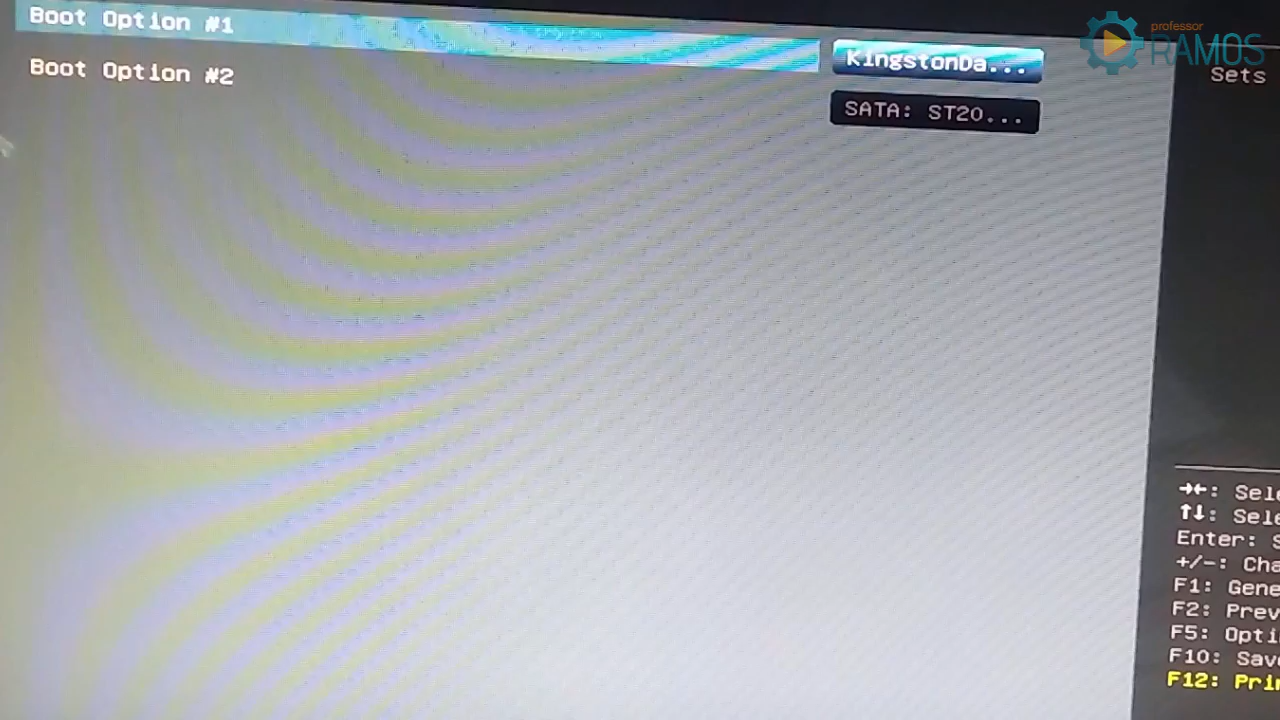 Boot Option #1
KingstonDa...
Boot Option #2
SATA: ST20...
professor
RAMOS
Sets
→←: Sele
↑↓: Sele
Enter: S
+/-: Cha
F1: Gene
F2: Prev
F5: Opti
F10: Save
F12: Prin